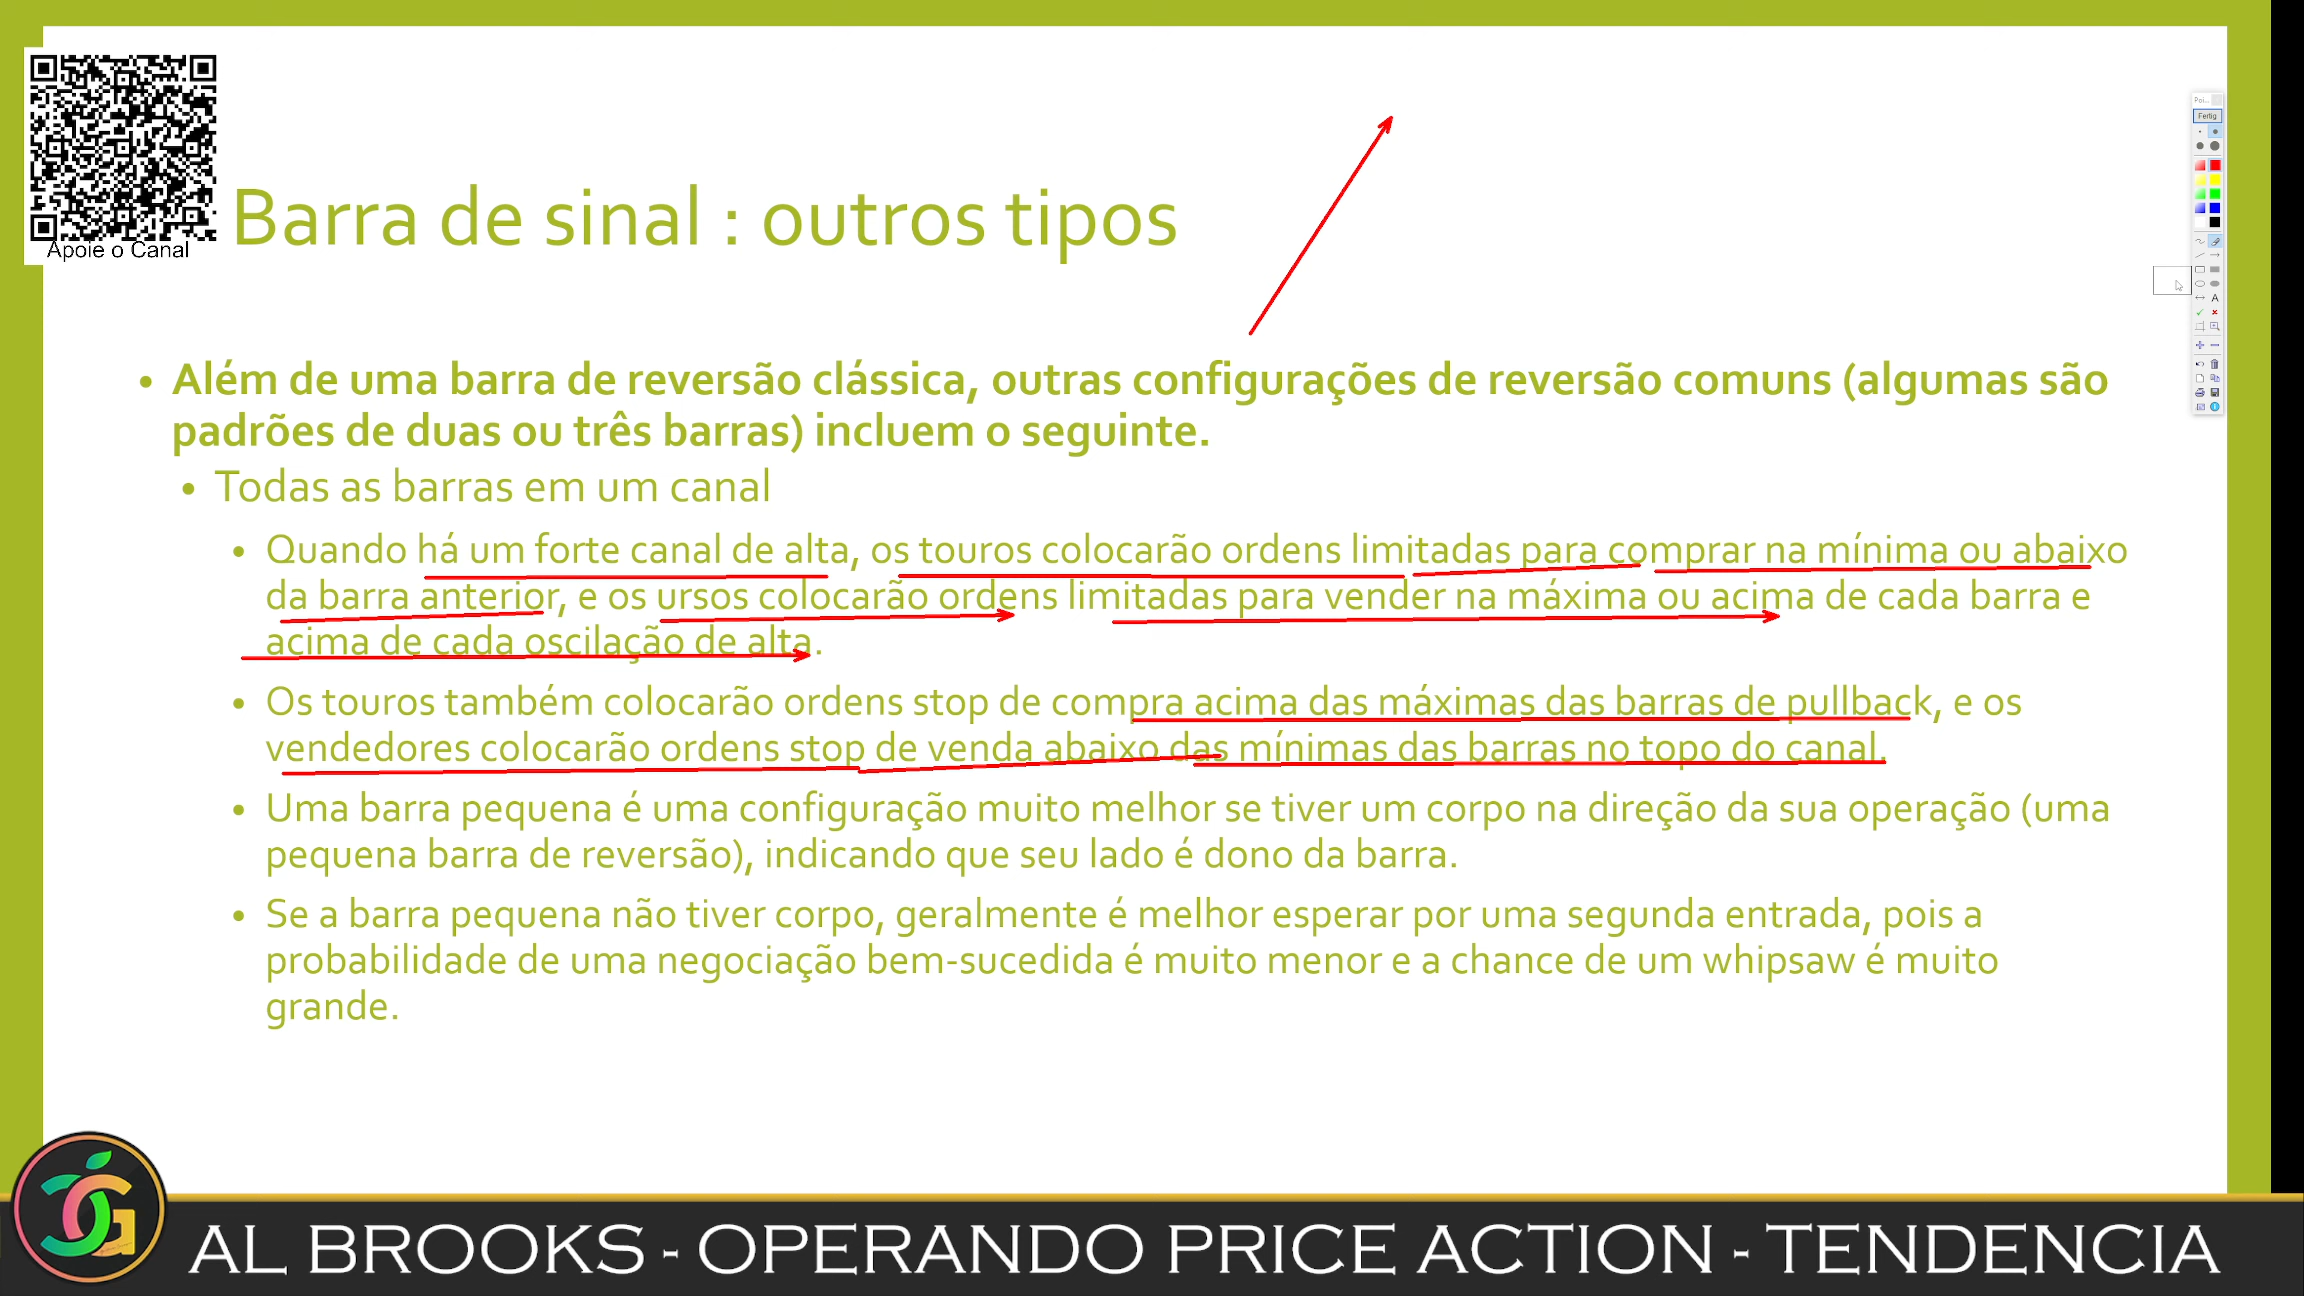 Apoie o Canal
Barra de sinal : outros tipos
Poi...
Fertig
A
• Além de uma barra de reversão clássica, outras configurações de reversão comuns (algumas são
padrões de duas ou três barras) incluem o seguinte.
• Todas as barras em um canal
• Quando há um forte canal de alta, os touros colocarão ordens limitadas para comprar na mínima ou abaixo
da barra anterior, e os ursos colocarão ordens limitadas para vender na máxima ou acima de cada barra e
acima de cada oscilação de alta.
• Os touros também colocarão ordens stop de compra acima das máximas das barras de pullback, e os
vendedores colocarão ordens stop de venda abaixo das mínimas das barras no topo do canal.
• Uma barra pequena é uma configuração muito melhor se tiver um corpo na direção da sua operação (uma
pequena barra de reversão), indicando que seu lado é dono da barra.
• Se a barra pequena não tiver corpo, geralmente é melhor esperar por uma segunda entrada, pois a
probabilidade de uma negociação bem-sucedida é muito menor e a chance de um whipsaw é muito
grande.
AL BROOKS - OPERANDO PRICE ACTION - TENDENCIA